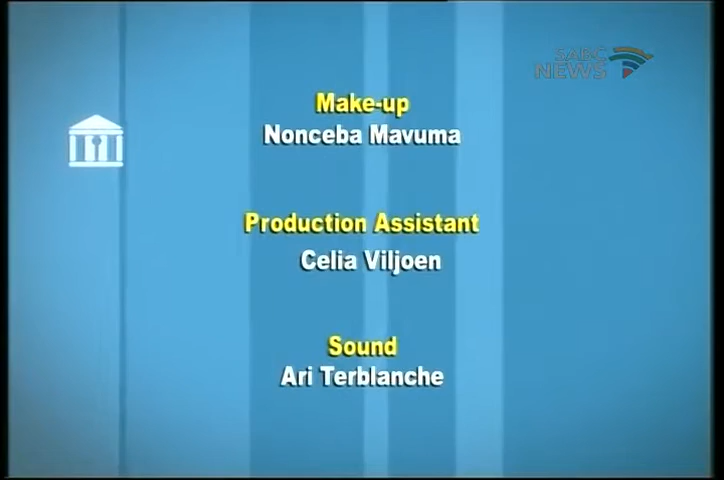 SABC
NEWS
Make-up
Nonceba Mavuma
Production Assistant
Celia Viljoen
Sound
Ari Terblanche